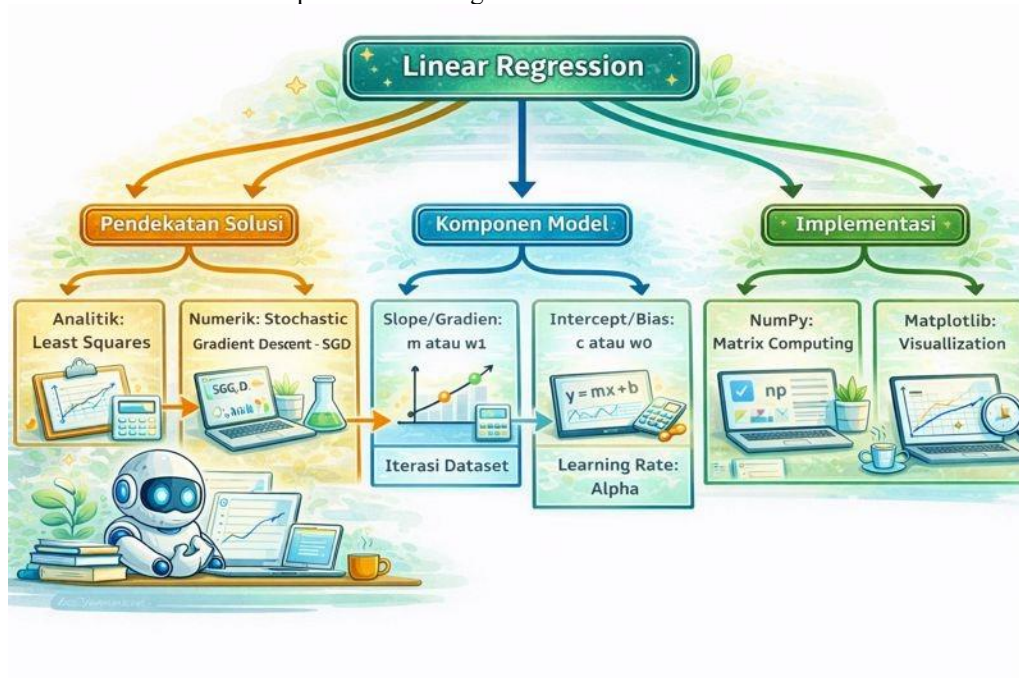 Linear Regression
Pendekatan Solusi
Komponen Model
Implementasi
Analitik:
Least Squares
Numerik: Stochastic
Gradient Descent - SGD
Slope/Gradien:
m atau w1
Intercept/Bias:
c atau w0
NumPy:
Matrix Computing
Matplotlib:
Visuallization
SGG,D.
y = mx+b
np
Iterasi Dataset
Learning Rate:
Alpha